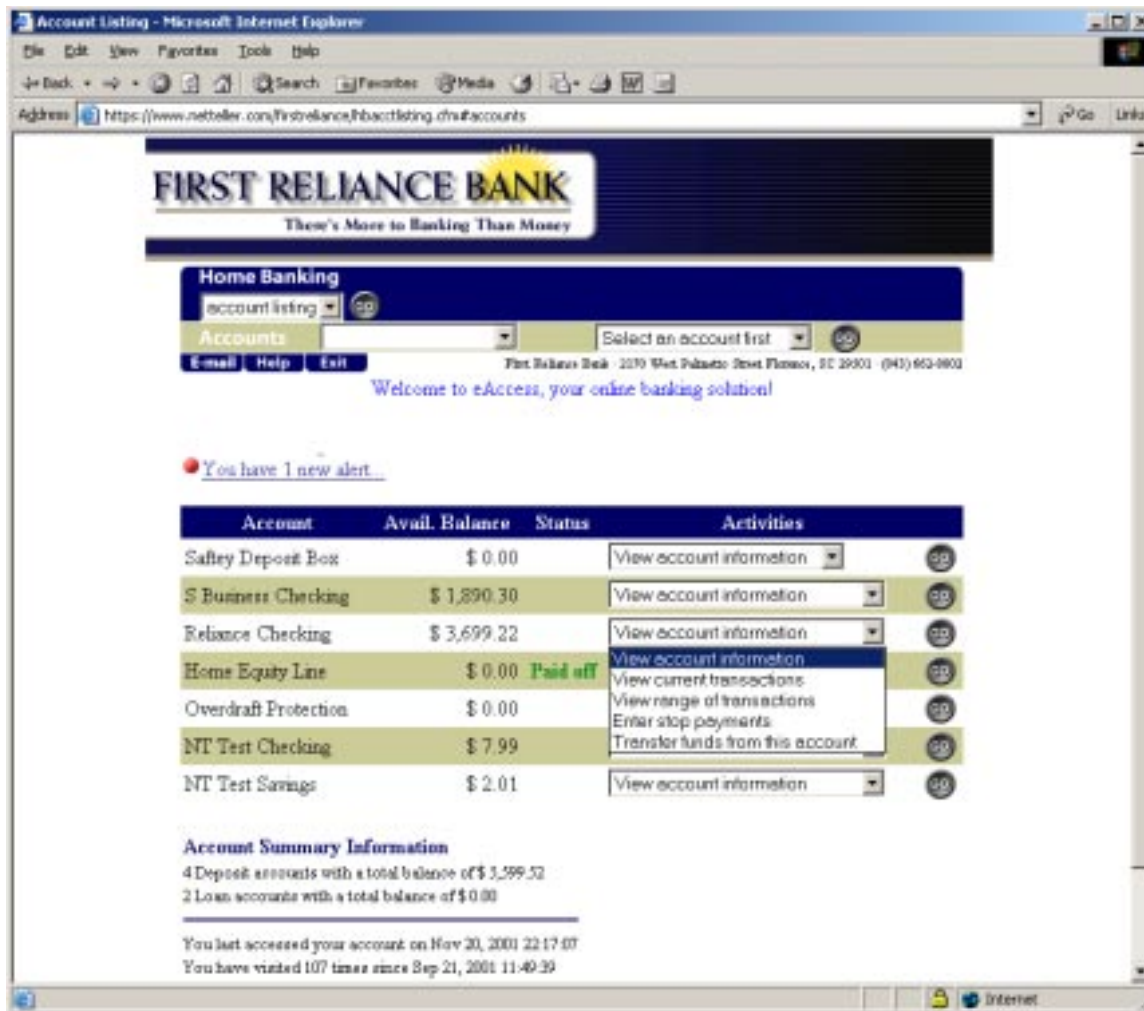 Account Listing - Microsoft Internet Explorer
File Edit View Favorites Tools Help
Back Search Favorites Media
Address https://www.netteller.com/firstreliance/hbacctlisting.cfm#accounts Go Links
FIRST RELIANCE BANK
There's More to Banking Than Money
Home Banking
account listing go
Accounts Select an account first go
E-mail Help Exit First Reliance Bank - 2170 West Palmetto Street Florence, SC 29501 - (843)
Welcome to eAccess, your online banking solution!
You have 1 new alert...
Account Avail. Balance Status Activities
Saftey Deposit Box $ 0.00 View account information go
S Business Checking $ 1,890.30 View account information go
Reliance Checking $ 3,699.22 View account information go
View account information
Home Equity Line $ 0.00 Paid off go
View current transactions
View range of transactions
Overdraft Protection $ 0.00 go
Enter stop payments
Transfer funds from this account
NT Test Checking $ 7.99 go
NT Test Savings $ 2.01 View account information go
Account Summary Information
4 Deposit accounts with a total balance of $ 5,599.52
2 Loan accounts with a total balance of $ 0.00
You last accessed your account on Nov 20, 2001 22:17:07
You have visited 107 times since Sep 21, 2001 11:49:39
Internet